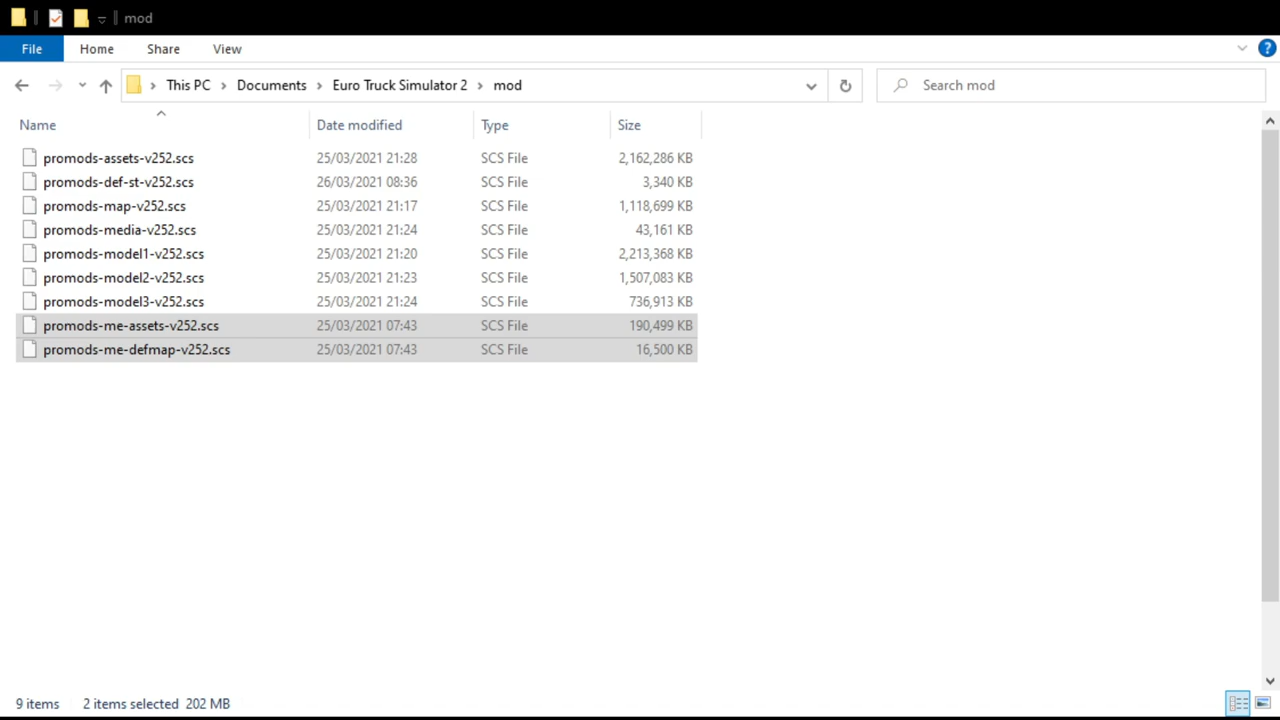 mod
File Home Share View
This PC Documents Euro Truck Simulator 2 mod Search mod
Name Date modified Type Size
promods-assets-v252.scs 25/03/2021 21:28 SCS File 2,162,286 KB
promods-def-st-v252.scs 26/03/2021 08:36 SCS File 3,340 KB
promods-map-v252.scs 25/03/2021 21:17 SCS File 1,118,699 KB
promods-media-v252.scs 25/03/2021 21:24 SCS File 43,161 KB
promods-model1-v252.scs 25/03/2021 21:20 SCS File 2,213,368 KB
promods-model2-v252.scs 25/03/2021 21:23 SCS File 1,507,083 KB
promods-model3-v252.scs 25/03/2021 21:24 SCS File 736,913 KB
promods-me-assets-v252.scs 25/03/2021 07:43 SCS File 190,499 KB
promods-me-defmap-v252.scs 25/03/2021 07:43 SCS File 16,500 KB
9 items 2 items selected 202 MB